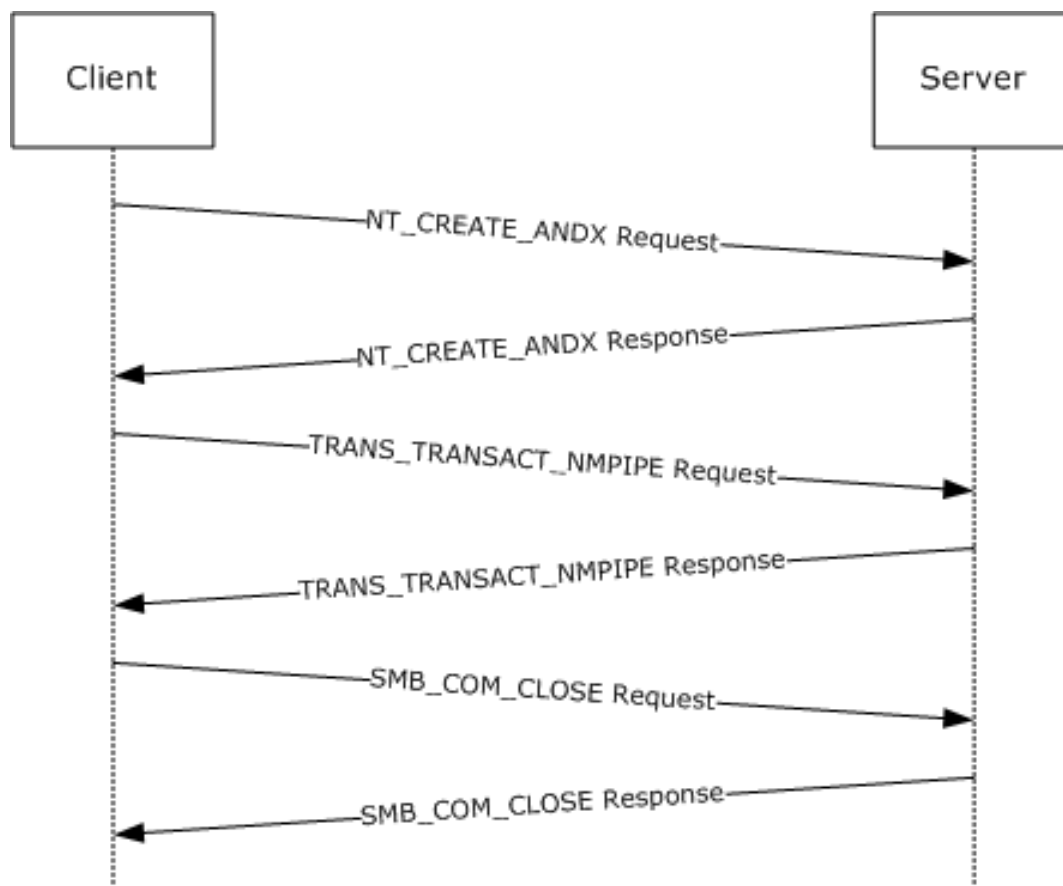 Client
Server
NT_CREATE_ANDX Request
NT_CREATE_ANDX Response
TRANS_TRANSACT_NMPIPE Request
TRANS_TRANSACT_NMPIPE Response
SMB_COM_CLOSE Request
SMB_COM_CLOSE Response